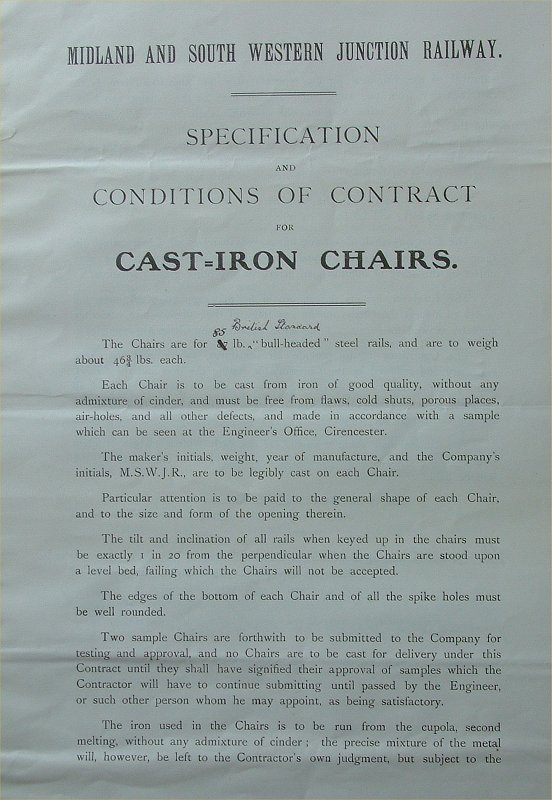 MIDLAND AND SOUTH WESTERN JUNCTION RAILWAY.
SPECIFICATION
AND
CONDITIONS OF CONTRACT
FOR
CAST=IRON CHAIRS.
85 British Standard
The Chairs are for lb. "bull-headed" steel rails, and are to weigh
about 46¾ lbs. each.
Each Chair is to be cast from iron of good quality, without any
admixture of cinder, and must be free from flaws, cold shuts, porous places,
air-holes, and all other defects, and made in accordance with a sample
which can be seen at the Engineer's Office, Cirencester.
The maker's initials, weight, year of manufacture, and the Company's
initials, M.S.W.J.R., are to be legibly cast on each Chair.
Particular attention is to be paid to the general shape of each Chair,
and to the size and form of the opening therein.
The tilt and inclination of all rails when keyed up in the chairs must
be exactly 1 in 20 from the perpendicular when the Chairs are stood upon
a level bed, failing which the Chairs will not be accepted.
The edges of the bottom of each Chair and of all the spike holes must
be well rounded.
Two sample Chairs are forthwith to be submitted to the Company for
testing and approval, and no Chairs are to be cast for delivery under this
Contract until they shall have signified their approval of samples which the
Contractor will have to continue submitting until passed by the Engineer,
or such other person whom he may appoint, as being satisfactory.
The iron used in the Chairs is to be run from the cupola, second
melting, without any admixture of cinder; the precise mixture of the metal
will, however, be left to the Contractor's own judgment, but subject to the